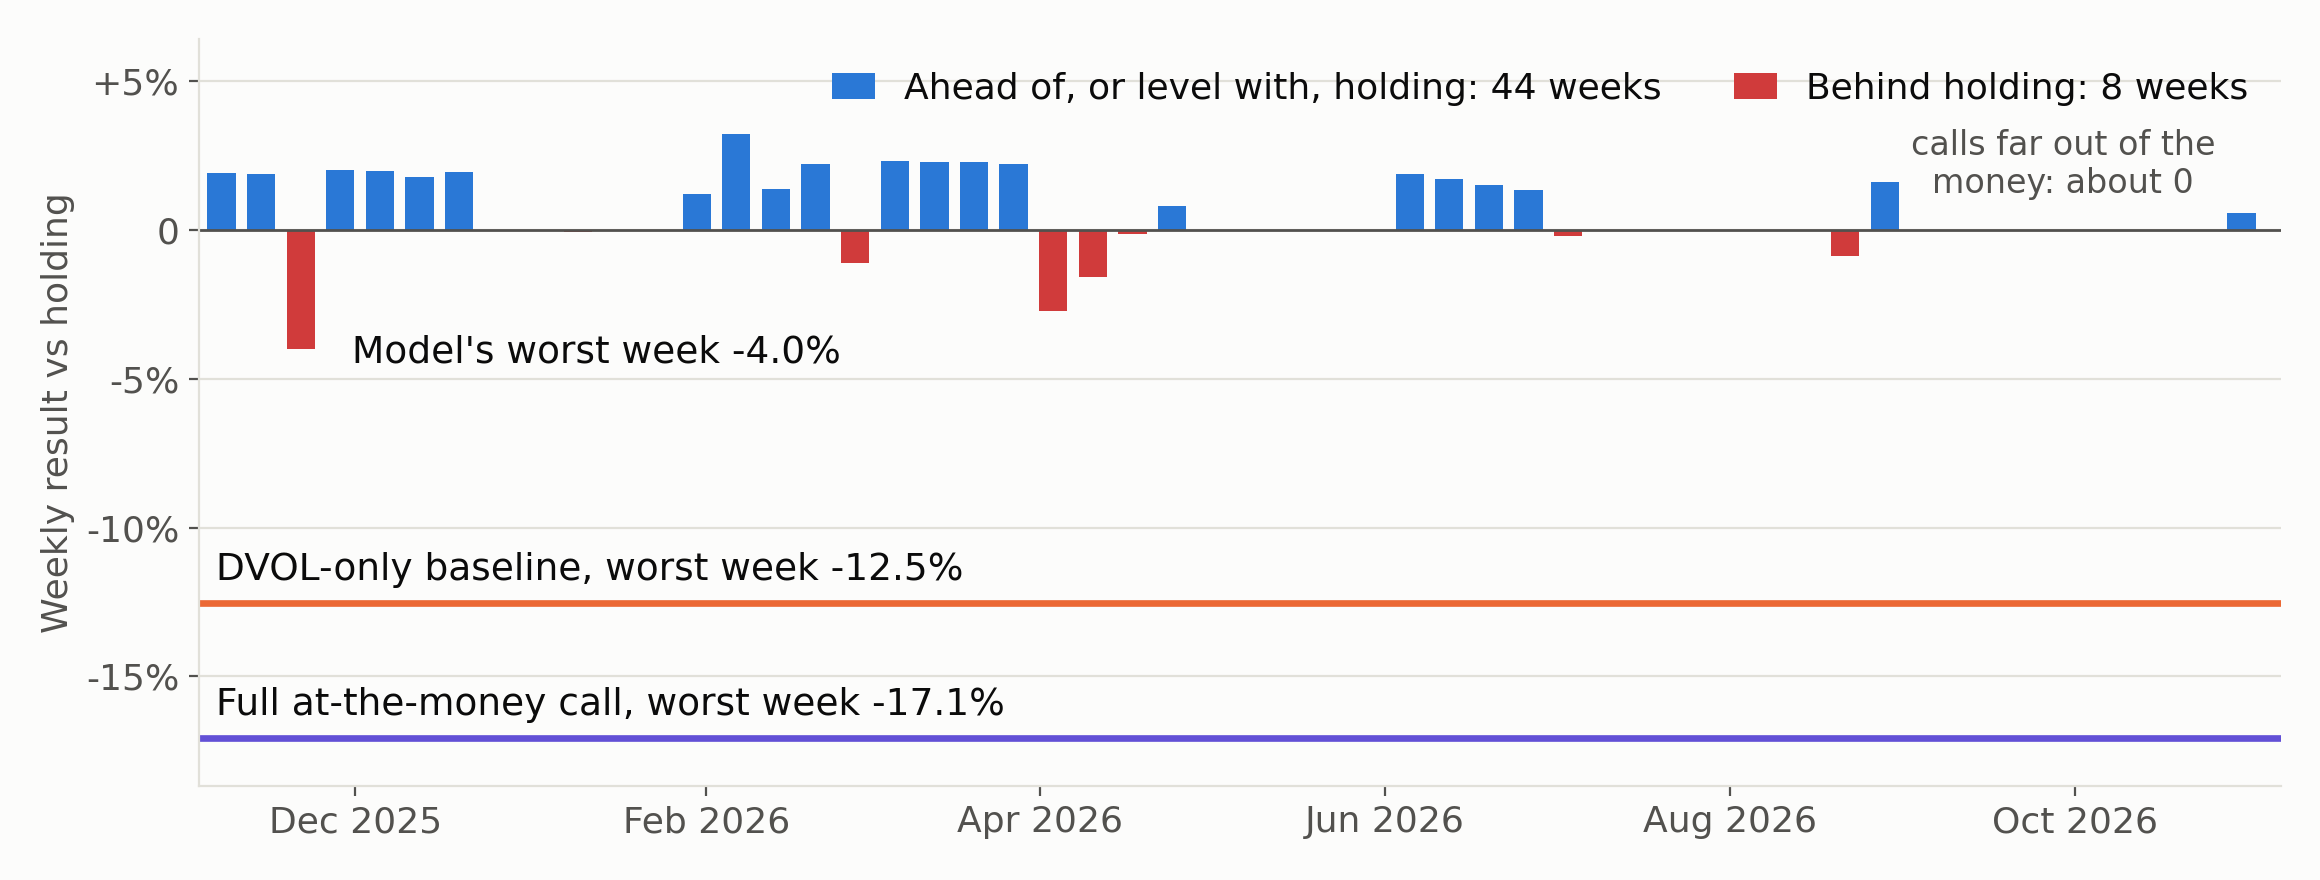 +5%
Ahead of, or level with, holding: 44 weeks
Behind holding: 8 weeks
calls far out of the
money: about 0
0
Weekly result vs holding
Model's worst week -4.0%
-5%
-10%
DVOL-only baseline, worst week -12.5%
-15%
Full at-the-money call, worst week -17.1%
Dec 2025
Feb 2026
Apr 2026
Jun 2026
Aug 2026
Oct 2026